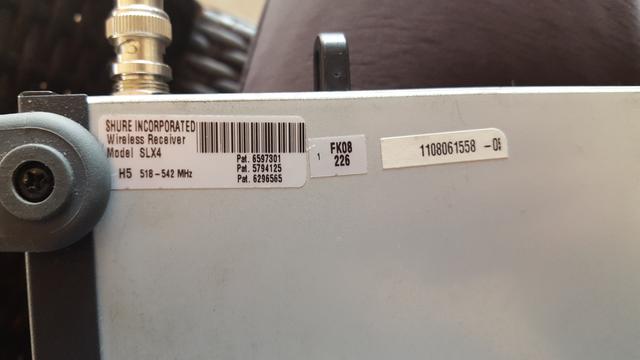 SHURE INCORPORATED
Wireless Receiver
Model SLX4
H5 518-542 MHz
Pat. 6597301
Pat. 5794125
Pat. 6296565
1
FK08
226
1108061558